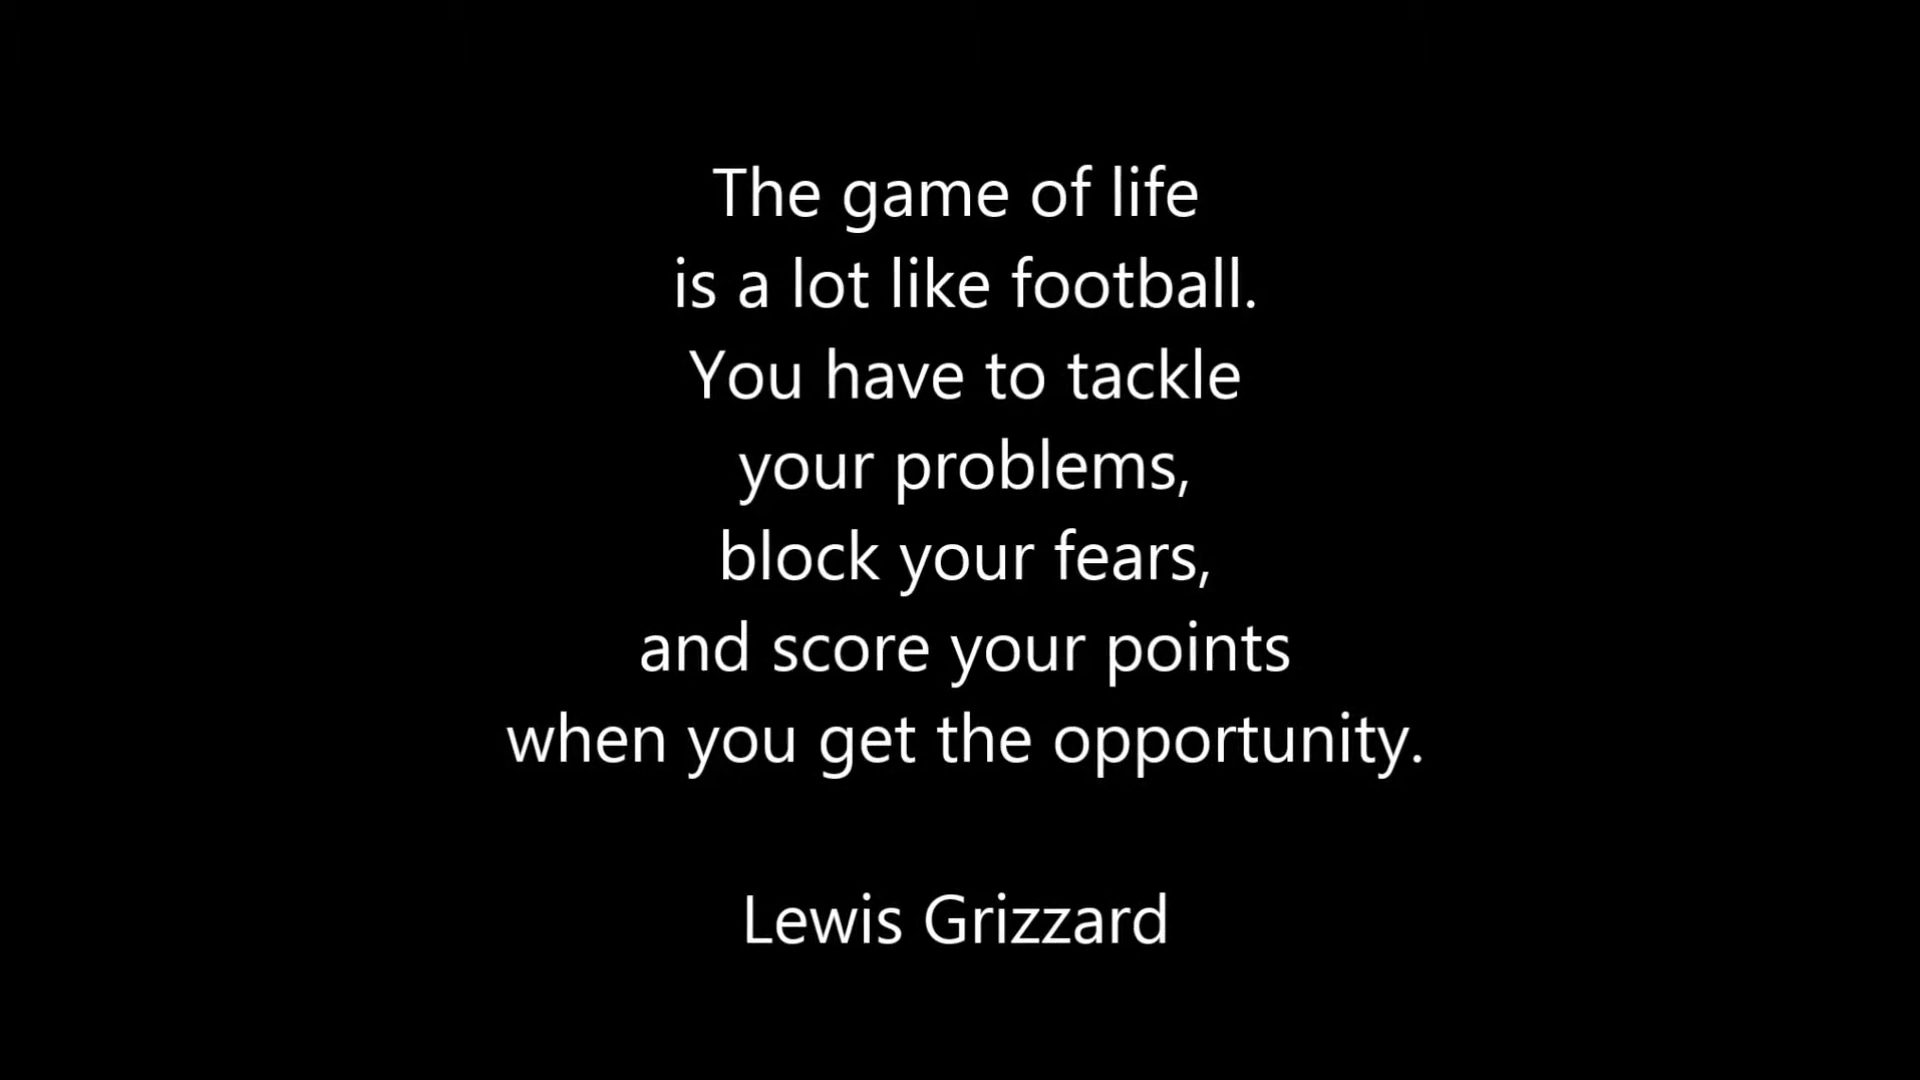 The game of life
is a lot like football.
You have to tackle
your problems,
block your fears,
and score your points
when you get the opportunity.
Lewis Grizzard